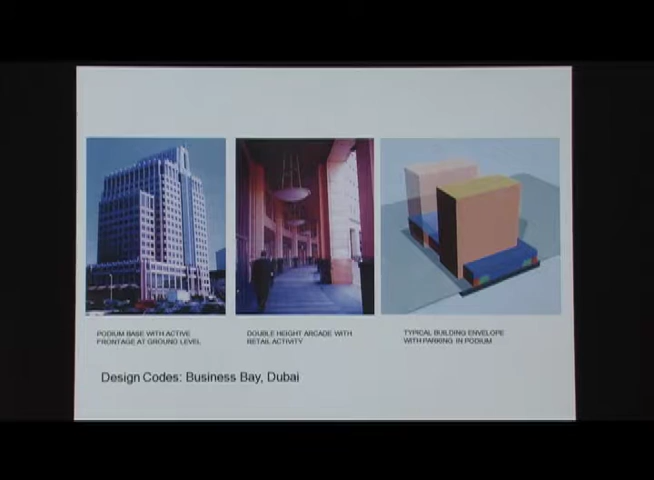 PODIUM BASE WITH ACTIVE
FRONTAGE AT GROUND LEVEL
DOUBLE HEIGHT ARCADE WITH
RETAIL ACTIVITY
TYPICAL BUILDING ENVELOPE
WITH PARKING IN PODIUM
Design Codes: Business Bay, Dubai